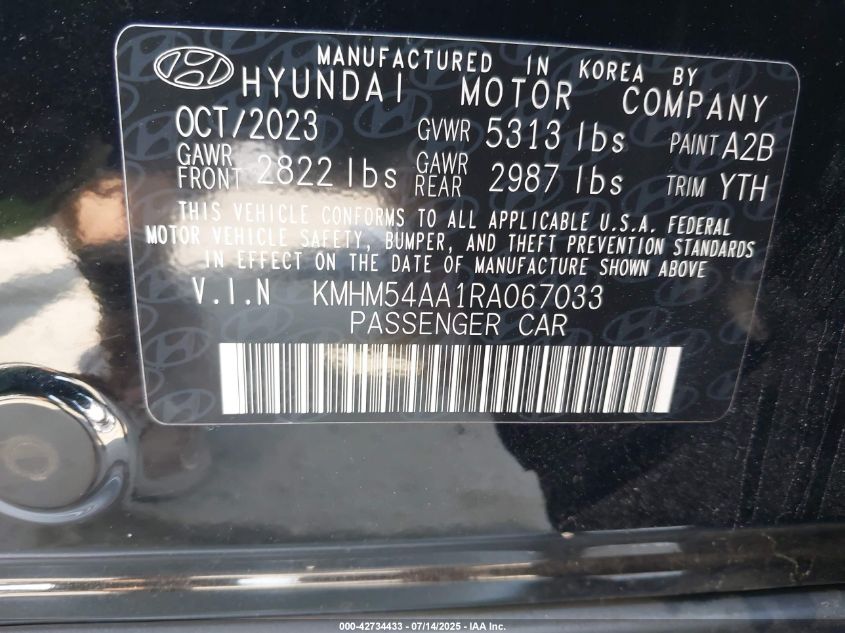 MANUFACTURED IN KOREA BY
HYUNDAI MOTOR COMPANY
OCT/2023 GVWR 5313 lbs PAINT A2B
GAWR FRONT 2822 lbs GAWR REAR 2987 lbs TRIM YTH
THIS VEHICLE CONFORMS TO ALL APPLICABLE U.S.A. FEDERAL
MOTOR VEHICLE SAFETY, BUMPER, AND THEFT PREVENTION STANDARDS
IN EFFECT ON THE DATE OF MANUFACTURE SHOWN ABOVE
V.I.N KMHM54AA1RA067033
PASSENGER CAR
000-42734433 - 07/14/2025 - IAA Inc.